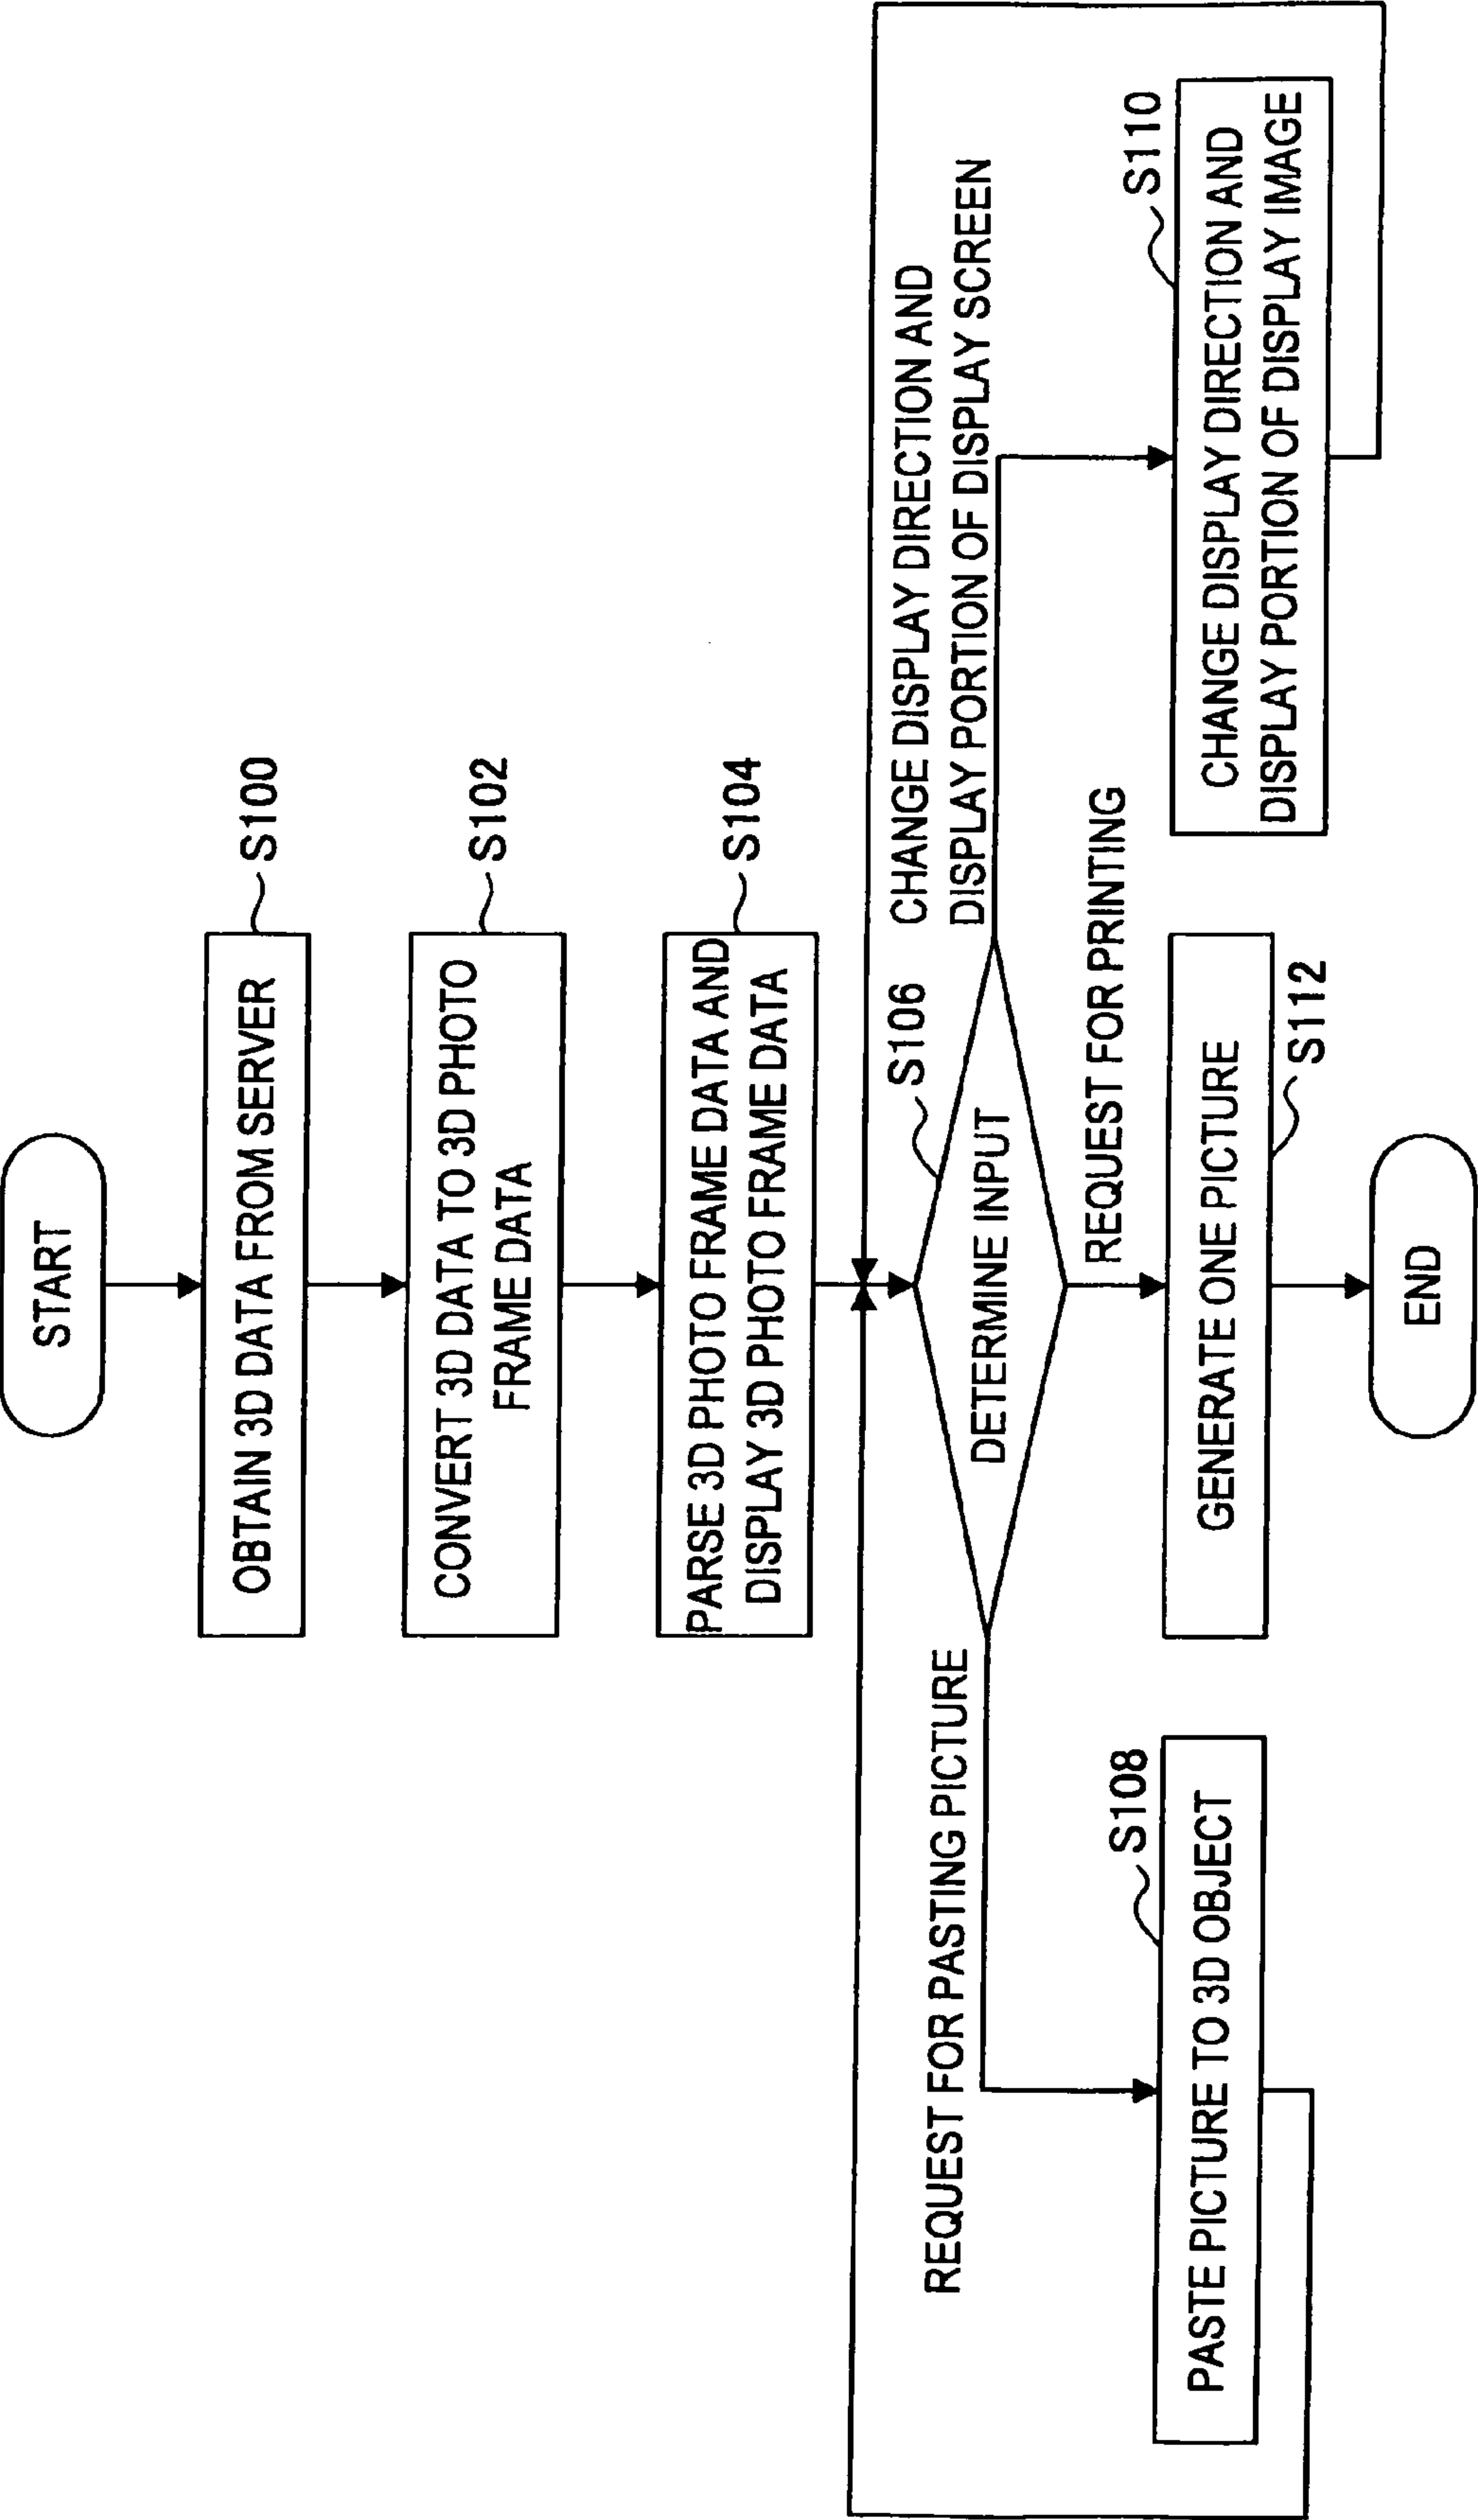 START
S100
OBTAIN 3D DATA FROM SERVER
S102
CONVERT 3D DATA TO 3D PHOTO
FRAME DATA
S104
PARSE 3D PHOTO FRAME DATA AND
DISPLAY 3D PHOTO FRAME DATA
S106
DETERMINE INPUT
REQUEST FOR PASTING PICTURE
CHANGE DISPLAY DIRECTION AND
DISPLAY PORTION OF DISPLAY SCREEN
REQUEST FOR PRINTING
S108
PASTE PICTURE TO 3D OBJECT
GENERATE ONE PICTURE
S112
S110
CHANGE DISPLAY DIRECTION AND
DISPLAY PORTION OF DISPLAY IMAGE
END